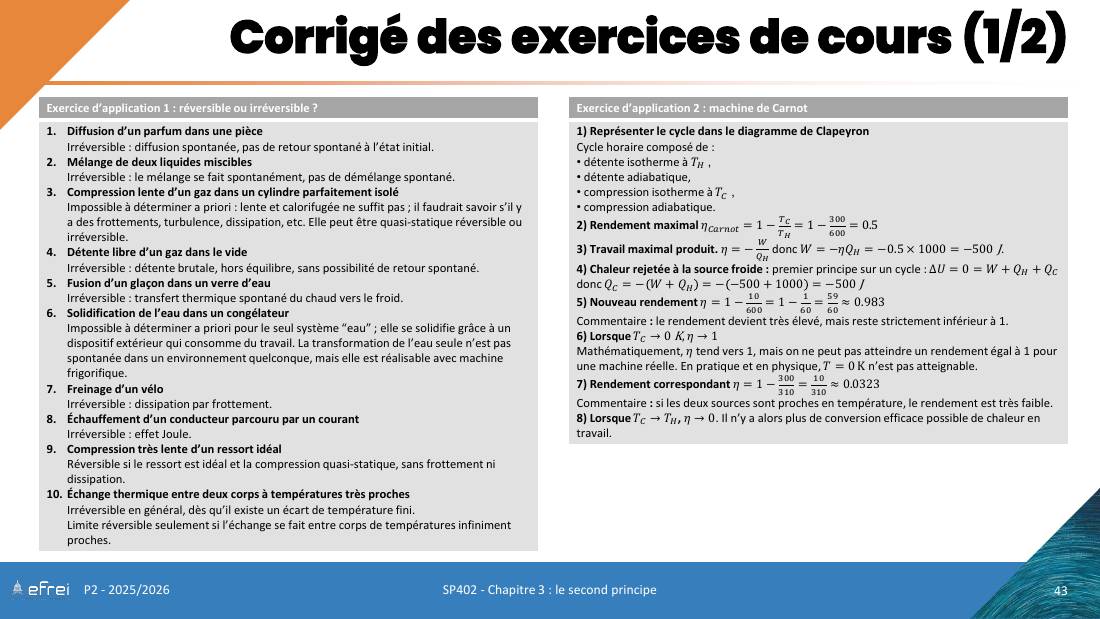 Corrigé des exercices de cours (1/2)
Exercice d’application 1 : réversible ou irréversible ?
1. Diffusion d’un parfum dans une pièce
Irréversible : diffusion spontanée, pas de retour spontané à l’état initial.
2. Mélange de deux liquides miscibles
Irréversible : le mélange se fait spontanément, pas de démélange spontané.
3. Compression lente d’un gaz dans un cylindre parfaitement isolé
Impossible à déterminer a priori : lente et calorifugée ne suffit pas ; il faudrait savoir s’il y
a des frottements, turbulence, dissipation, etc. Elle peut être quasi-statique réversible ou
irréversible.
4. Détente libre d’un gaz dans le vide
Irréversible : détente brutale, hors équilibre, sans possibilité de retour spontané.
5. Fusion d’un glaçon dans un verre d’eau
Irréversible : transfert thermique spontané du chaud vers le froid.
6. Solidification de l’eau dans un congélateur
Impossible à déterminer a priori pour le seul système “eau” ; elle se solidifie grâce à un
dispositif extérieur qui consomme du travail. La transformation de l’eau seule n’est pas
spontanée dans un environnement quelconque, mais elle est réalisable avec machine
frigorifique.
7. Freinage d’un vélo
Irréversible : dissipation par frottement.
8. Échauffement d’un conducteur parcouru par un courant
Irréversible : effet Joule.
9. Compression très lente d’un ressort idéal
Réversible si le ressort est idéal et la compression quasi-statique, sans frottement ni
dissipation.
10. Échange thermique entre deux corps à températures très proches
Irréversible en général, dès qu’il existe un écart de température fini.
Limite réversible seulement si l’échange se fait entre corps de températures infiniment
proches.
Exercice d’application 2 : machine de Carnot
1) Représenter le cycle dans le diagramme de Clapeyron
Cycle horaire composé de :
• détente isotherme à T_H ,
• détente adiabatique,
• compression isotherme à T_C ,
• compression adiabatique.
2) Rendement maximal η_Carnot = 1 − T_C/T_H = 1 − 300/600 = 0.5
3) Travail maximal produit. η = − W/Q_H donc W = −ηQ_H = −0.5 × 1000 = −500 J.
4) Chaleur rejetée à la source froide : premier principe sur un cycle : ΔU = 0 = W + Q_H + Q_C
donc Q_C = −(W + Q_H) = −(−500 + 1000) = −500 J
5) Nouveau rendement η = 1 − 10/600 = 1 − 1/60 = 59/60 ≈ 0.983
Commentaire : le rendement devient très élevé, mais reste strictement inférieur à 1.
6) Lorsque T_C → 0 K, η → 1
Mathématiquement, η tend vers 1, mais on ne peut pas atteindre un rendement égal à 1 pour
une machine réelle. En pratique et en physique, T = 0 K n’est pas atteignable.
7) Rendement correspondant η = 1 − 300/310 = 10/310 ≈ 0.0323
Commentaire : si les deux sources sont proches en température, le rendement est très faible.
8) Lorsque T_C → T_H, η → 0. Il n’y a alors plus de conversion efficace possible de chaleur en
travail.
efrei P2 - 2025/2026
SP402 - Chapitre 3 : le second principe
43